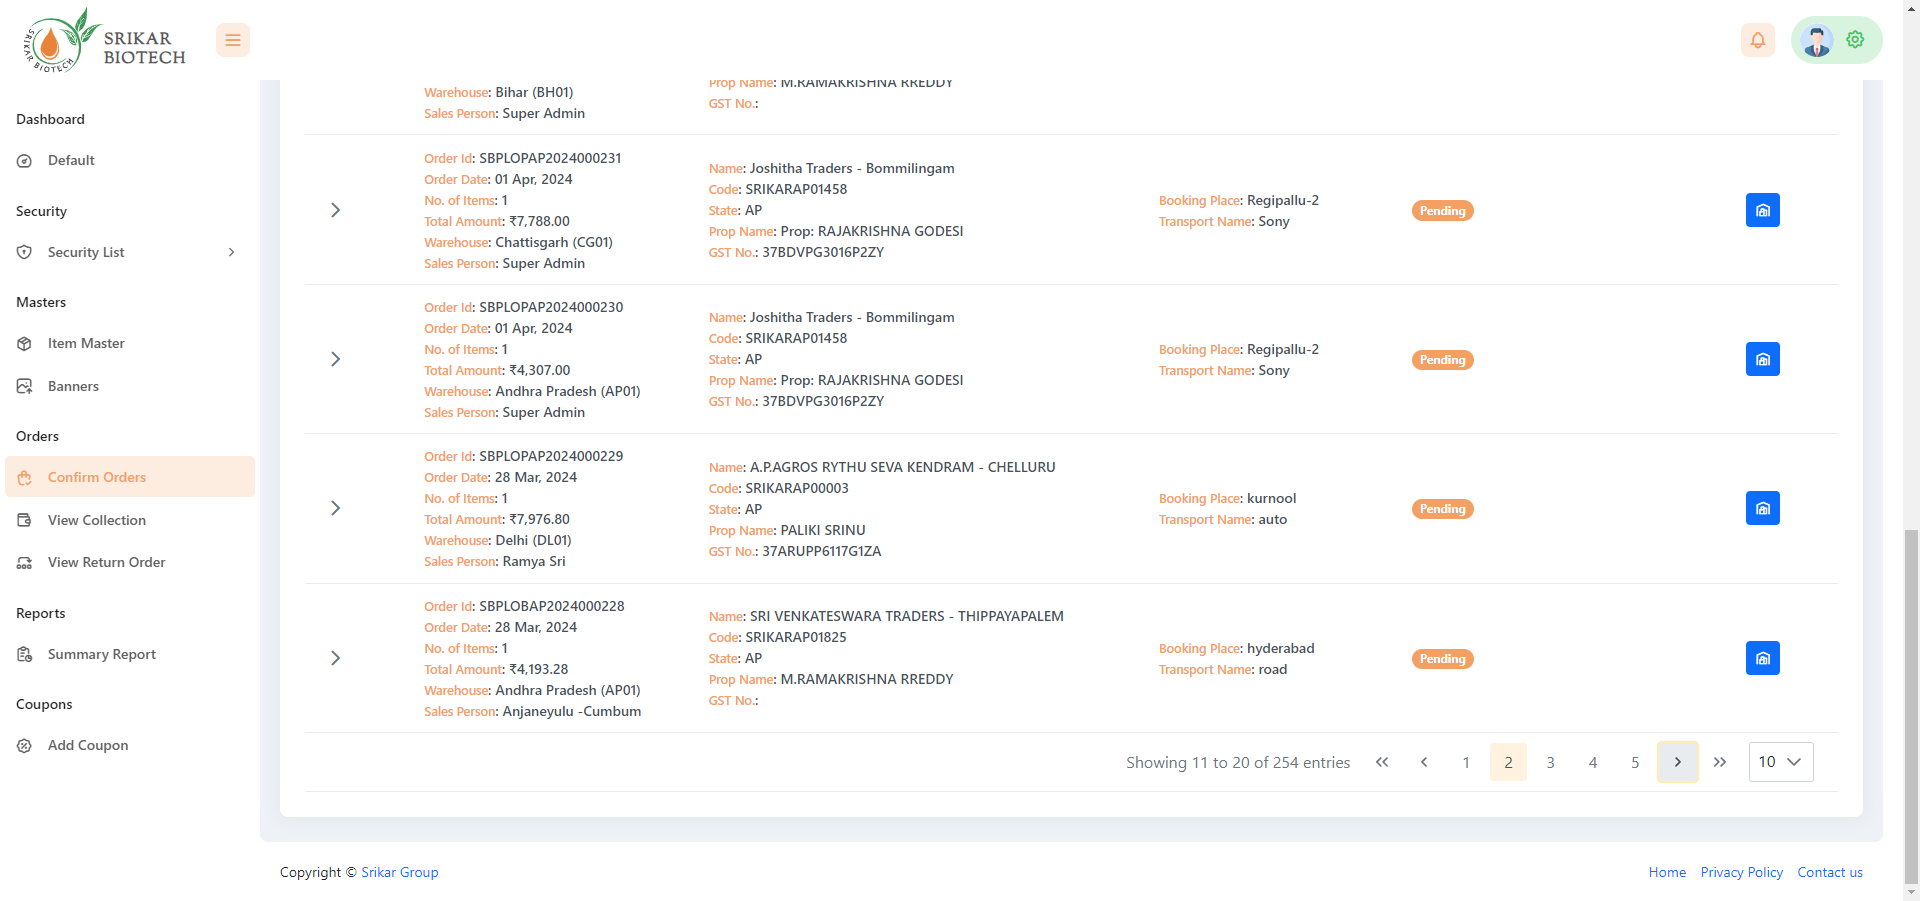 SRIKAR
BIOTECH
SRIKAR BIOTECH
Dashboard
Default
Security
Security List
Masters
Item Master
Banners
Orders
Confirm Orders
View Collection
View Return Order
Reports
Summary Report
Coupons
Add Coupon
Warehouse: Bihar (BH01)
Sales Person: Super Admin
Prop Name: M.RAMAKRISHNA RREDDY
GST No.:
Order Id: SBPLOPAP2024000231
Order Date: 01 Apr, 2024
No. of Items: 1
Total Amount: ₹7,788.00
Warehouse: Chattisgarh (CG01)
Sales Person: Super Admin
Name: Joshitha Traders - Bommilingam
Code: SRIKARAP01458
State: AP
Prop Name: Prop: RAJAKRISHNA GODESI
GST No.: 37BDVPG3016P2ZY
Booking Place: Regipallu-2
Transport Name: Sony
Pending
Order Id: SBPLOPAP2024000230
Order Date: 01 Apr, 2024
No. of Items: 1
Total Amount: ₹4,307.00
Warehouse: Andhra Pradesh (AP01)
Sales Person: Super Admin
Name: Joshitha Traders - Bommilingam
Code: SRIKARAP01458
State: AP
Prop Name: Prop: RAJAKRISHNA GODESI
GST No.: 37BDVPG3016P2ZY
Booking Place: Regipallu-2
Transport Name: Sony
Pending
Order Id: SBPLOPAP2024000229
Order Date: 28 Mar, 2024
No. of Items: 1
Total Amount: ₹7,976.80
Warehouse: Delhi (DL01)
Sales Person: Ramya Sri
Name: A.P.AGROS RYTHU SEVA KENDRAM - CHELLURU
Code: SRIKARAP00003
State: AP
Prop Name: PALIKI SRINU
GST No.: 37ARUPP6117G1ZA
Booking Place: kurnool
Transport Name: auto
Pending
Order Id: SBPLOBAP2024000228
Order Date: 28 Mar, 2024
No. of Items: 1
Total Amount: ₹4,193.28
Warehouse: Andhra Pradesh (AP01)
Sales Person: Anjaneyulu -Cumbum
Name: SRI VENKATESWARA TRADERS - THIPPAYAPALEM
Code: SRIKARAP01825
State: AP
Prop Name: M.RAMAKRISHNA RREDDY
GST No.:
Booking Place: hyderabad
Transport Name: road
Pending
Showing 11 to 20 of 254 entries 1 2 3 4 5 10
Copyright © Srikar Group
Home Privacy Policy Contact us